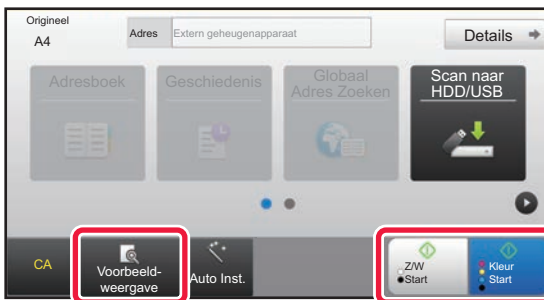 Origineel
A4
Adres
Extern geheugenapparaat
Details
Adresboek
Geschiedenis
Globaal
Adres Zoeken
Scan naar
HDD/USB
CA
Voorbeeld-
weergave
Auto Inst.
Z/W
Start
Kleur
Start